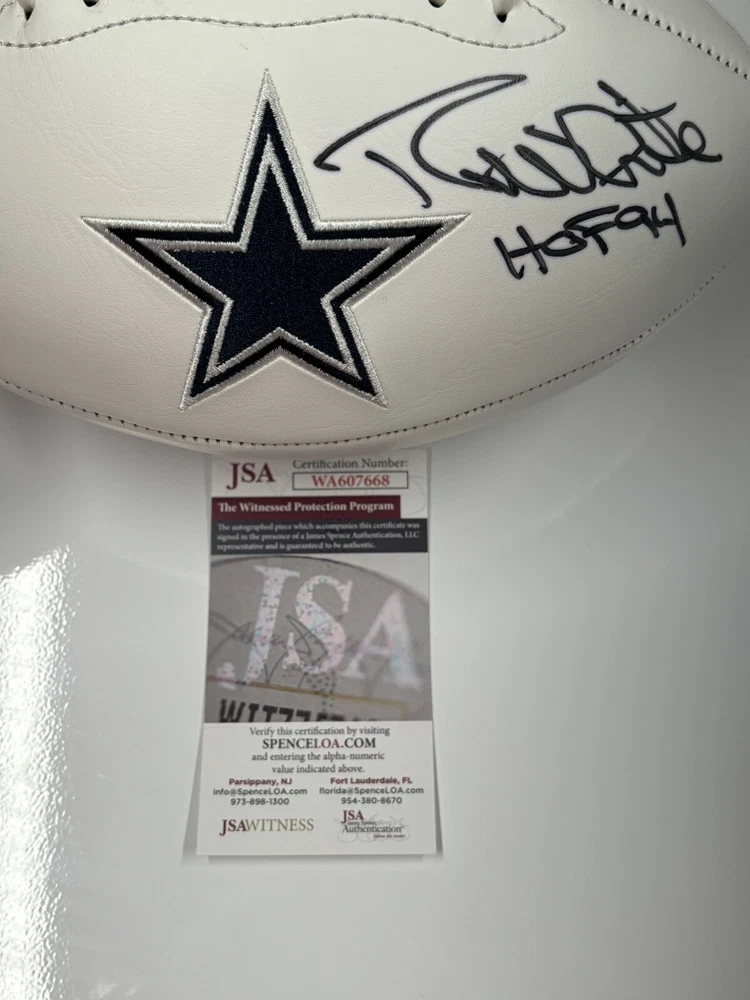 HOF94
JSA
Certification Number:
WA607668
The Witnessed Protection Program
The autographed piece which accompanies this certificate was
signed in the presence of a James Spence Authentication, LLC
representative and is guaranteed to be authentic.
JSA
Verify this certification by visiting
SPENCELOA.COM
and entering the alpha-numeric
value indicated above.
Parsippany, NJ
info@SpenceLOA.com
973-898-1300
Fort Lauderdale, FL
florida@SpenceLOA.com
954-380-8670
JSAWITNESS
JSA
Authentication